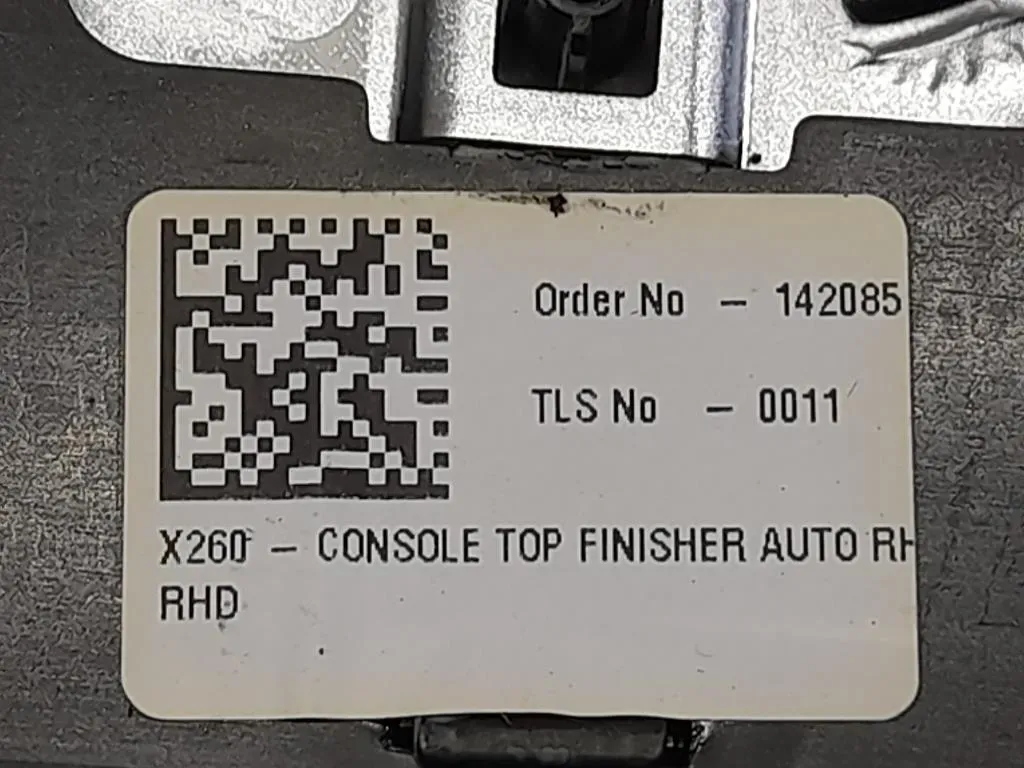 Order No - 142085
TLS No - 0011
X260 - CONSOLE TOP FINISHER AUTO RH
RHD